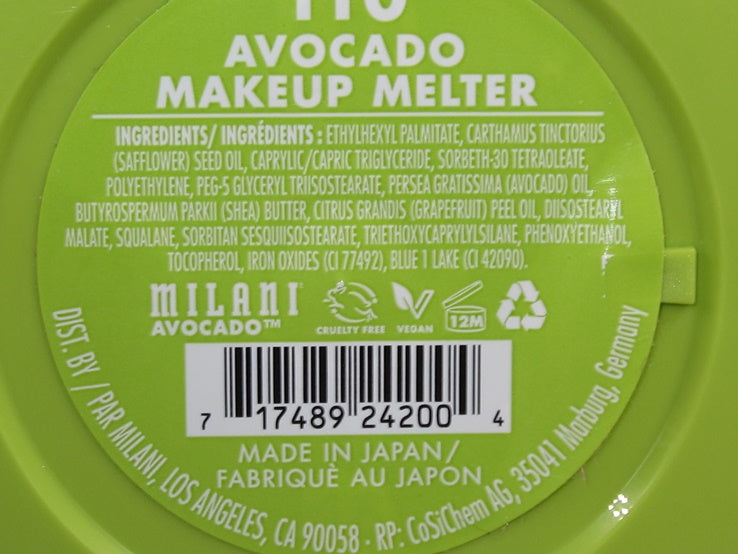 110
AVOCADO
MAKEUP MELTER
INGREDIENTS/ INGRÉDIENTS : ETHYLHEXYL PALMITATE, CARTHAMUS TINCTORIUS
(SAFFLOWER) SEED OIL, CAPRYLIC/CAPRIC TRIGLYCERIDE, SORBETH-30 TETRAOLEATE,
POLYETHYLENE, PEG-5 GLYCERYL TRIISOSTEARATE, PERSEA GRATISSIMA (AVOCADO) OIL,
BUTYROSPERMUM PARKII (SHEA) BUTTER, CITRUS GRANDIS (GRAPEFRUIT) PEEL OIL, DIISOSTEARYL
MALATE, SQUALANE, SORBITAN SESQUIISOSTEARATE, TRIETHOXYCAPRYLYLSILANE, PHENOXYETHANOL,
TOCOPHEROL, IRON OXIDES (CI 77492), BLUE 1 LAKE (CI 42090).
MILANI
AVOCADO™
CRUELTY FREE
VEGAN
12M
7 17489 24200 4
MADE IN JAPAN/
FABRIQUÈ AU JAPON
DIST. BY / PAR MILANI, LOS ANGELES, CA 90058 · RP: CoSiChem AG, 35041 Marburg, Germany